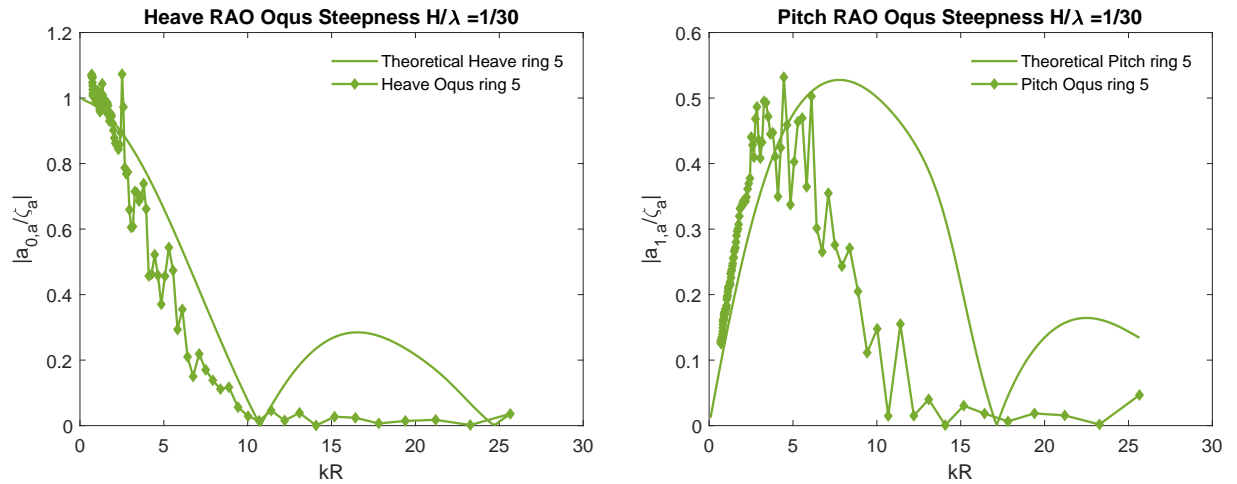 Heave RAO Oqus Steepness H/λ =1/30
|a0,a/ζa|
1.2
1
0.8
0.6
0.4
0.2
0
0 5 10 15 20 25 30
kR
Theoretical Heave ring 5
Heave Oqus ring 5
Pitch RAO Oqus Steepness H/λ =1/30
|a1,a/ζa|
0.6
0.5
0.4
0.3
0.2
0.1
0
0 5 10 15 20 25 30
kR
Theoretical Pitch ring 5
Pitch Oqus ring 5